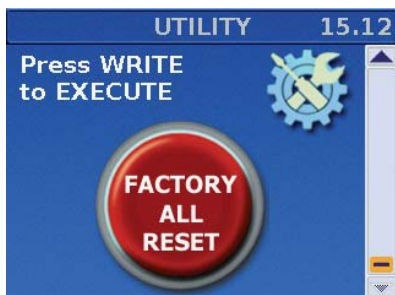 UTILITY 15.12
Press WRITE
to EXECUTE
FACTORY
ALL
RESET